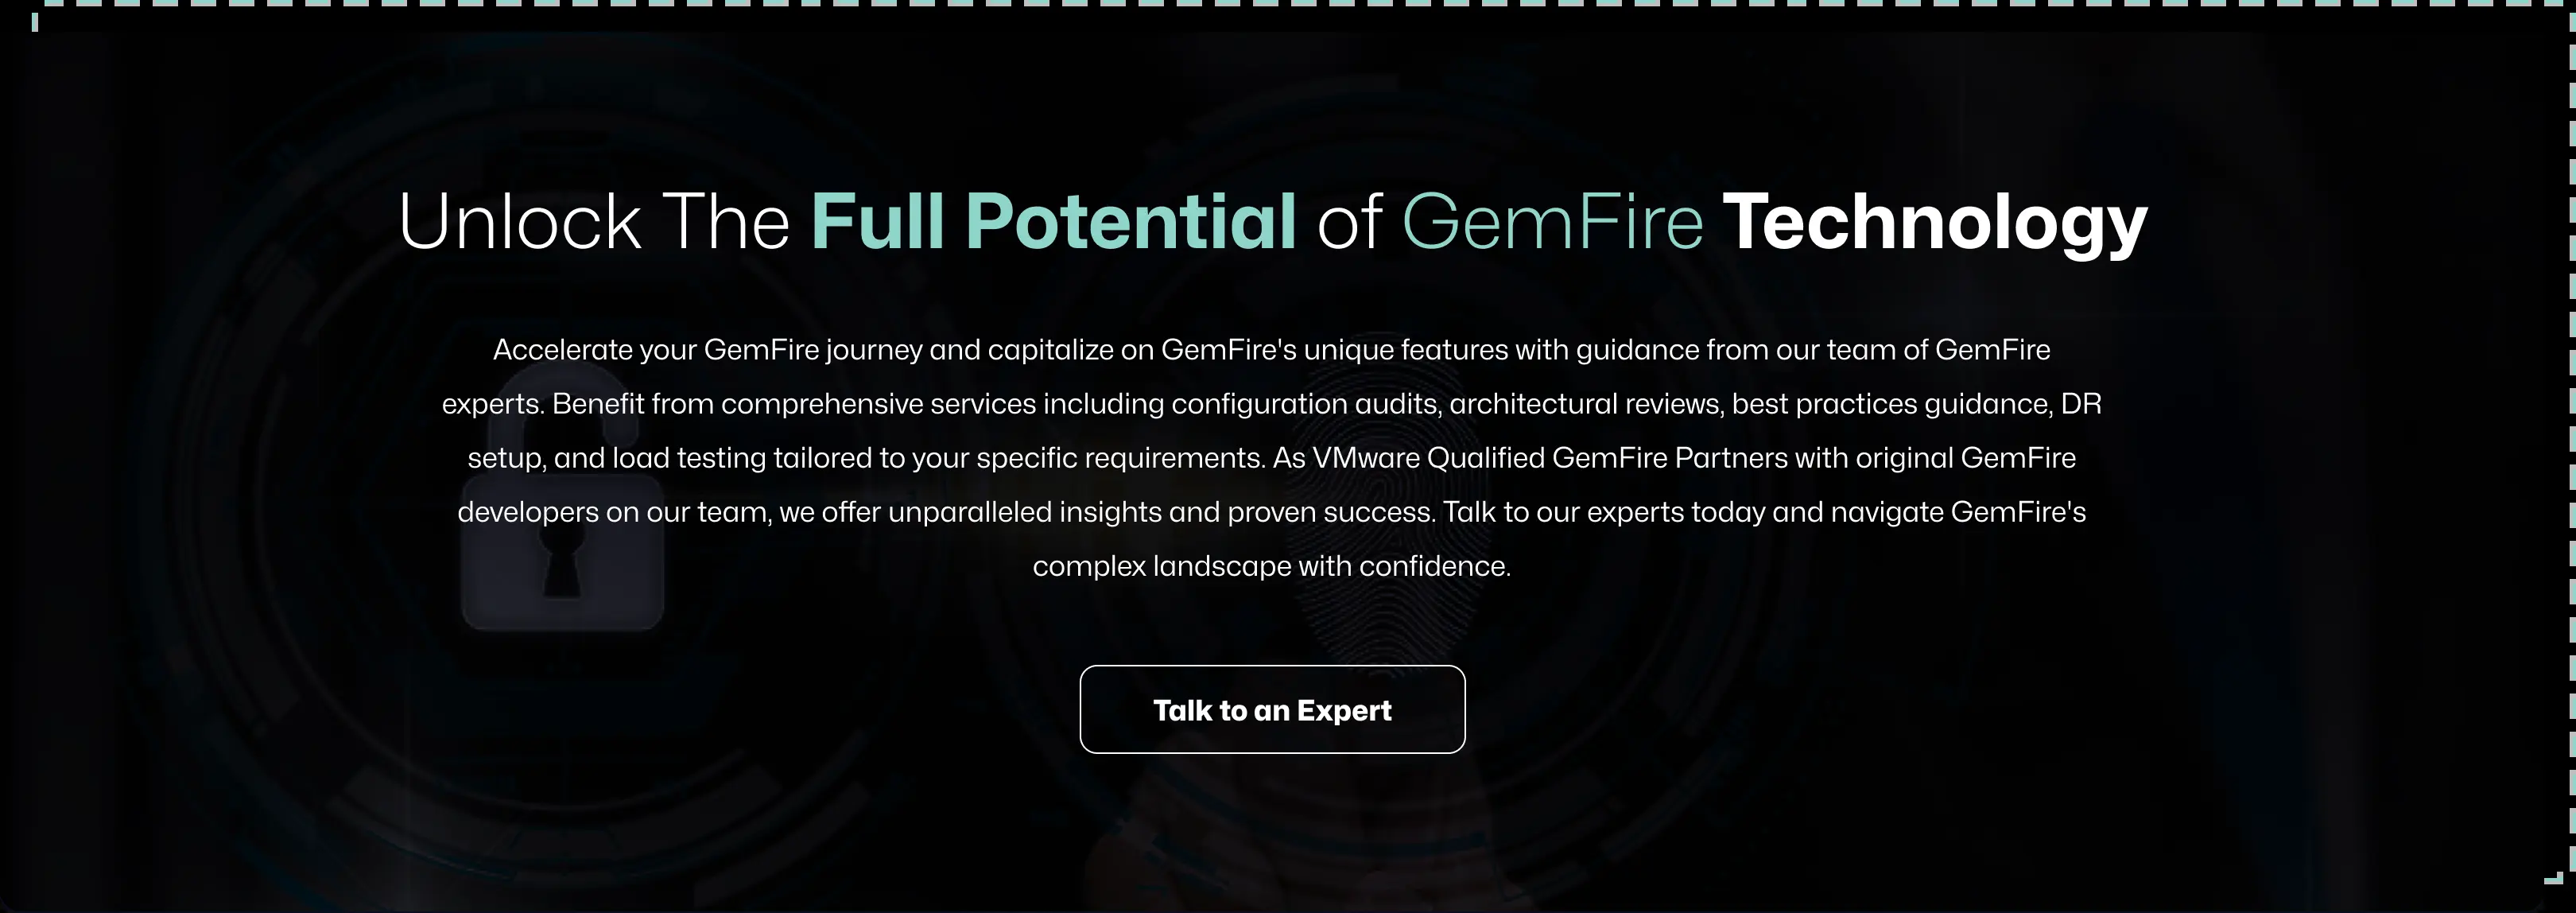 Unlock The Full Potential of GemFire Technology
Accelerate your GemFire journey and capitalize on GemFire's unique features with guidance from our team of GemFire
experts. Benefit from comprehensive services including configuration audits, architectural reviews, best practices guidance, DR
setup, and load testing tailored to your specific requirements. As VMware Qualified GemFire Partners with original GemFire
developers on our team, we offer unparalleled insights and proven success. Talk to our experts today and navigate GemFire's
complex landscape with confidence.
Talk to an Expert